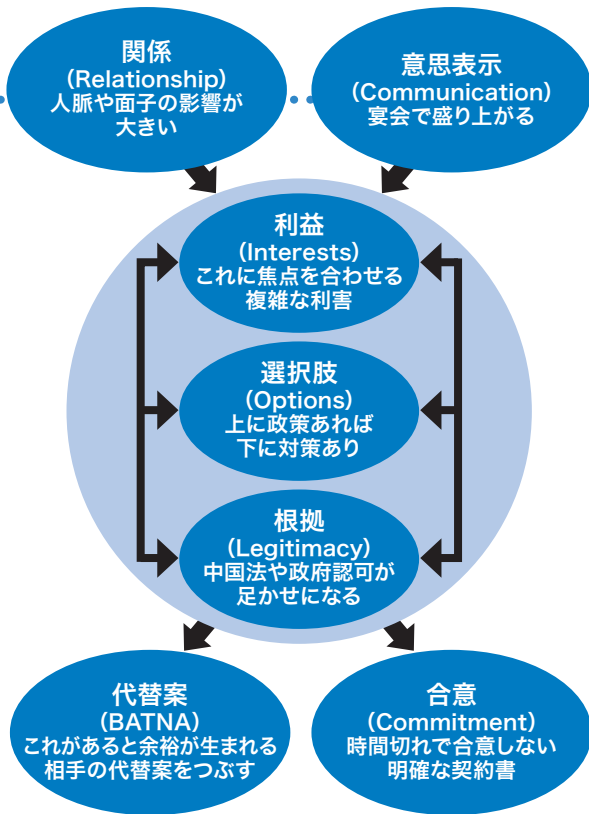 関係
(Relationship)
人脈や面子の影響が
大きい
意思表示
(Communication)
宴会で盛り上がる
利益
(Interests)
これに焦点を合わせる
複雑な利害
選択肢
(Options)
上に政策あれば
下に対策あり
根拠
(Legitimacy)
中国法や政府認可が
足かせになる
代替案
(BATNA)
これがあると余裕が生まれる
相手の代替案をつぶす
合意
(Commitment)
時間切れで合意しない
明確な契約書